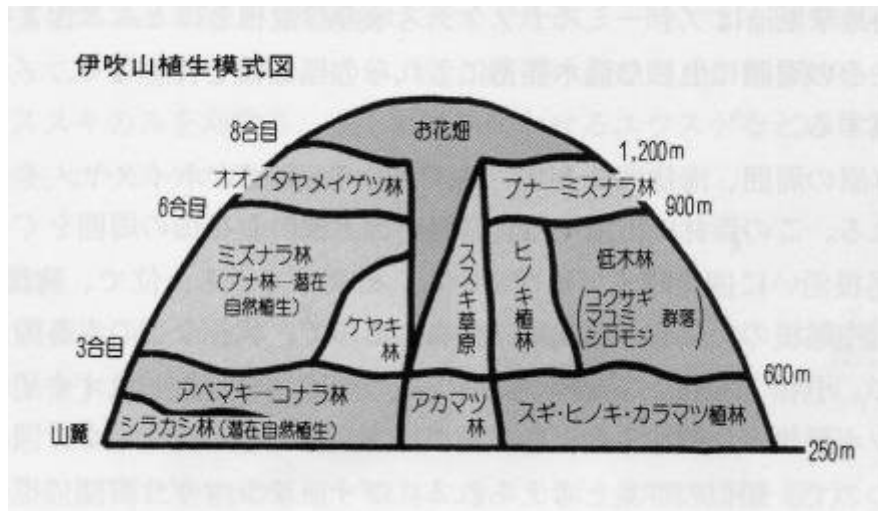 伊吹山植生模式図
8合目
お花畑
1,200m
オオイタヤメイゲツ林
ブナーミズナラ林
6合目
900m
ミズナラ林
(ブナ林―潜在
自然植生)
ケヤキ
林
ススキ草原
ヒノキ植林
低木林
(コクサギ
マユミ
シロモジ)
群落
3合目
600m
アベマキーコナラ林
アカマツ
林
スギ・ヒノキ・カラマツ植林
シラカシ林(潜在自然植生)
山麓
250m